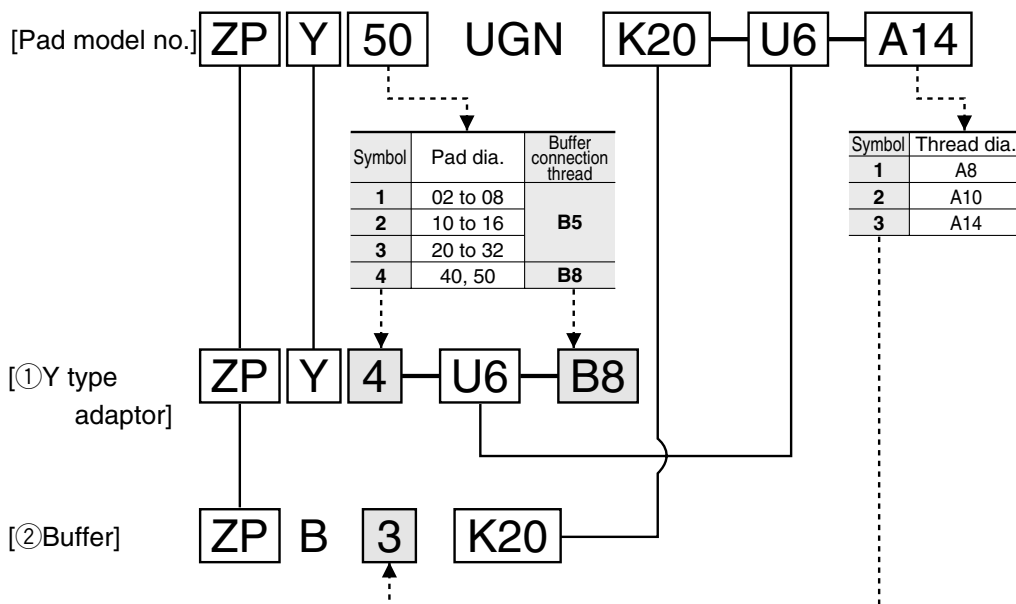 [Pad model no.] ZP Y 50 UGN K20 U6 A14
Symbol Pad dia. Buffer connection thread
1 02 to 08 B5
2 10 to 16
3 20 to 32
4 40, 50 B8
Symbol Thread dia.
1 A8
2 A10
3 A14
[①Y type adaptor] ZP Y 4 U6 B8
[②Buffer] ZP B 3 K20